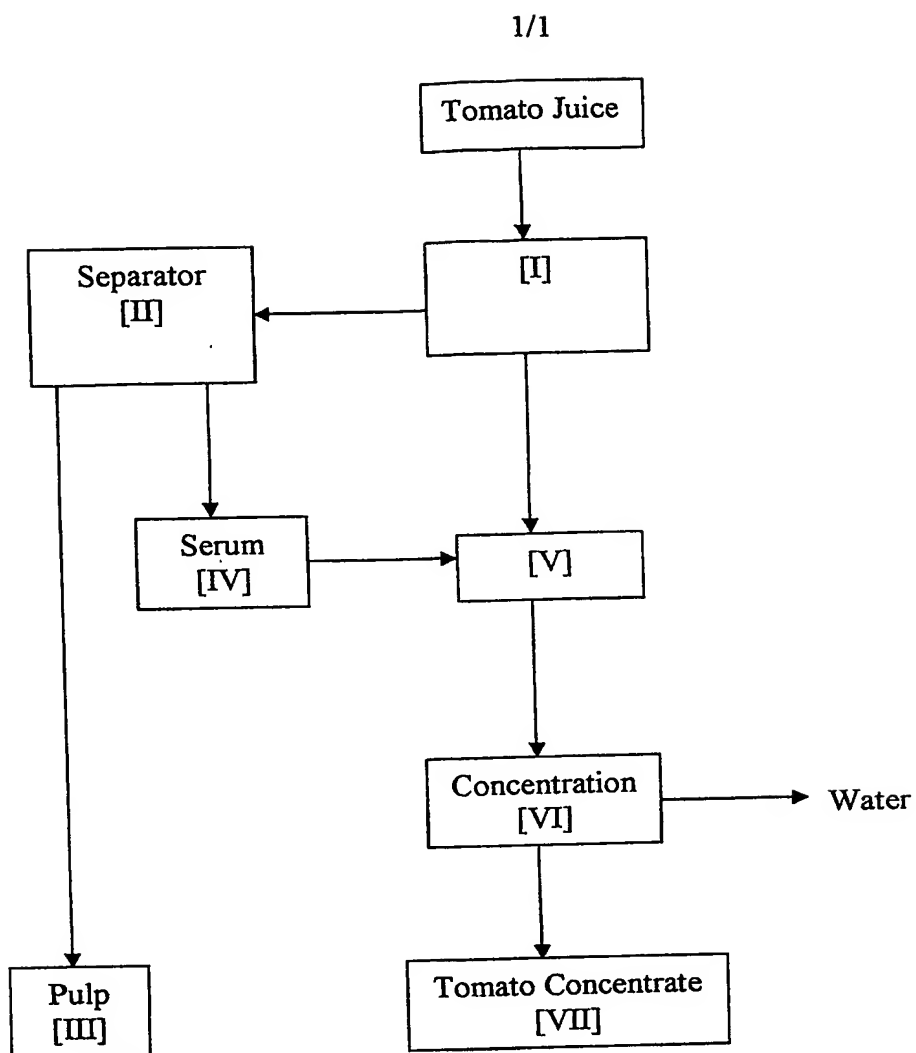 1/1
Tomato Juice
[I]
Separator
[II]
Serum
[IV]
[V]
Concentration
[VI]
Water
Pulp
[III]
Tomato Concentrate
[VII]